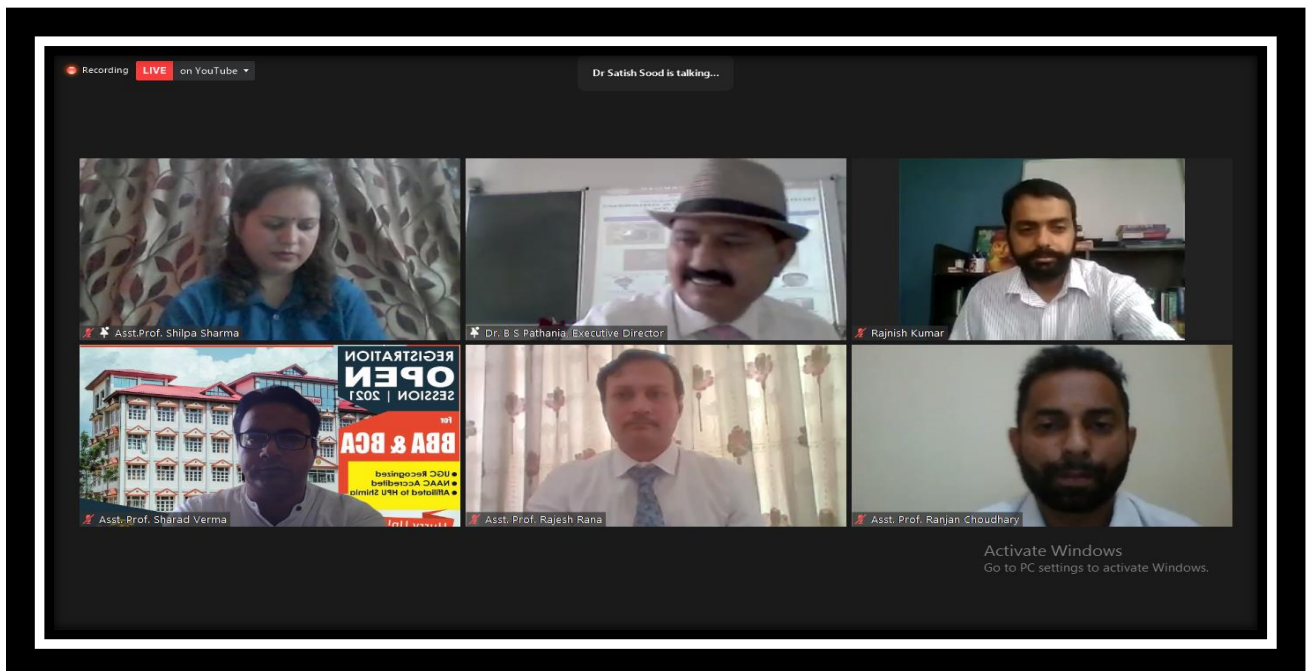 Recording LIVE on YouTube
Dr Satish Sood is talking...
Asst.Prof. Shilpa Sharma
Dr. B S Pathania, Executive Director
Rajnish Kumar
REGISTRATION
OPEN
SESSION | 2021
For
BBA & BCA
UGC Recognized
NAAC Accredited
Affiliated to HPU Shimla
Asst. Prof. Sharad Verma
Asst. Prof. Rajesh Rana
Asst. Prof. Ranjan Choudhary
Activate Windows
Go to PC settings to activate Windows.